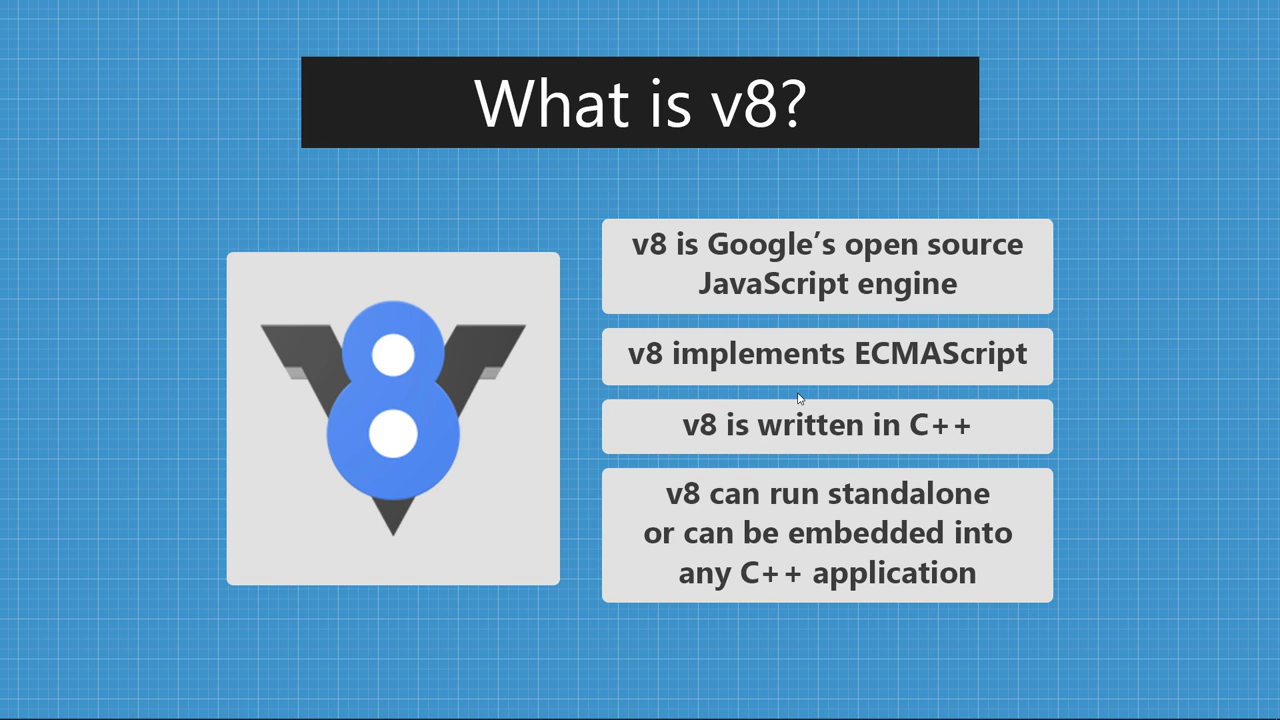 What is v8?
v8 is Google’s open source
JavaScript engine
v8 implements ECMAScript
v8 is written in C++
v8 can run standalone
or can be embedded into
any C++ application